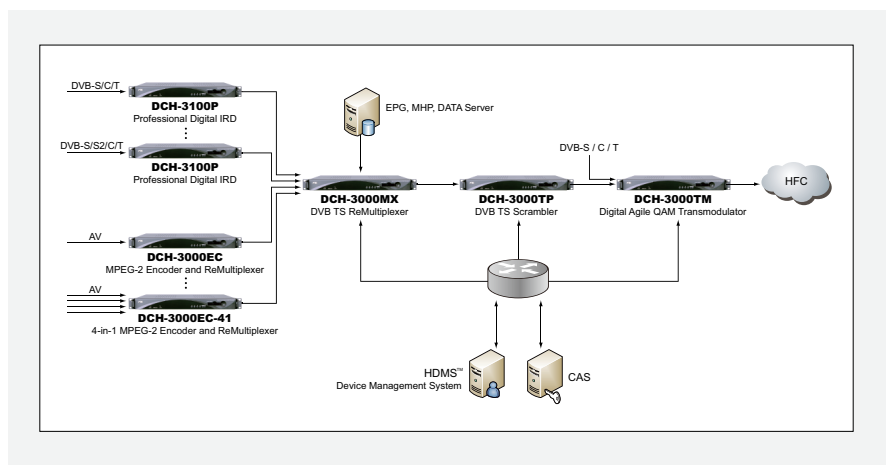 DVB-S/C/T
DCH-3100P
Professional Digital IRD
DVB-S/S2/C/T
DCH-3100P
Professional Digital IRD
AV
DCH-3000EC
MPEG-2 Encoder and ReMultiplexer
AV
DCH-3000EC-41
4-in-1 MPEG-2 Encoder and ReMultiplexer
EPG, MHP, DATA Server
DCH-3000MX
DVB TS ReMultiplexer
DCH-3000TP
DVB TS Scrambler
DVB-S / C / T
DCH-3000TM
Digital Agile QAM Transmodulator
HFC
HDMS™
Device Management System
CAS